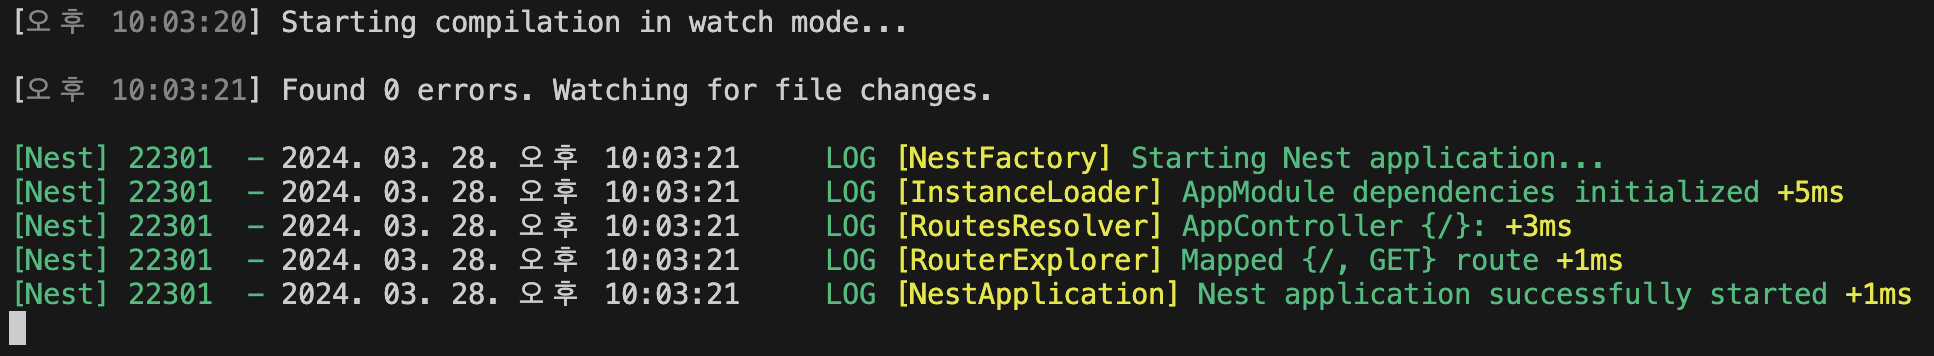 [오후 10:03:20] Starting compilation in watch mode...
[오후 10:03:21] Found 0 errors. Watching for file changes.
[Nest] 22301  - 2024. 03. 28. 오후 10:03:21     LOG [NestFactory] Starting Nest application...
[Nest] 22301  - 2024. 03. 28. 오후 10:03:21     LOG [InstanceLoader] AppModule dependencies initialized +5ms
[Nest] 22301  - 2024. 03. 28. 오후 10:03:21     LOG [RoutesResolver] AppController {/}: +3ms
[Nest] 22301  - 2024. 03. 28. 오후 10:03:21     LOG [RouterExplorer] Mapped {/, GET} route +1ms
[Nest] 22301  - 2024. 03. 28. 오후 10:03:21     LOG [NestApplication] Nest application successfully started +1ms